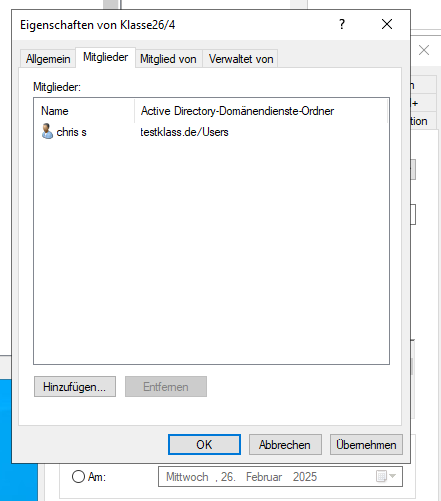 Eigenschaften von Klasse26/4
?
Allgemein Mitglieder Mitglied von Verwaltet von
Mitglieder:
Name Active Directory-Domänendienste-Ordner
chris s testklass.de/Users
Hinzufügen... Entfernen
OK Abbrechen Übernehmen
n
+
tion
Am: Mittwoch , 26. Februar 2025